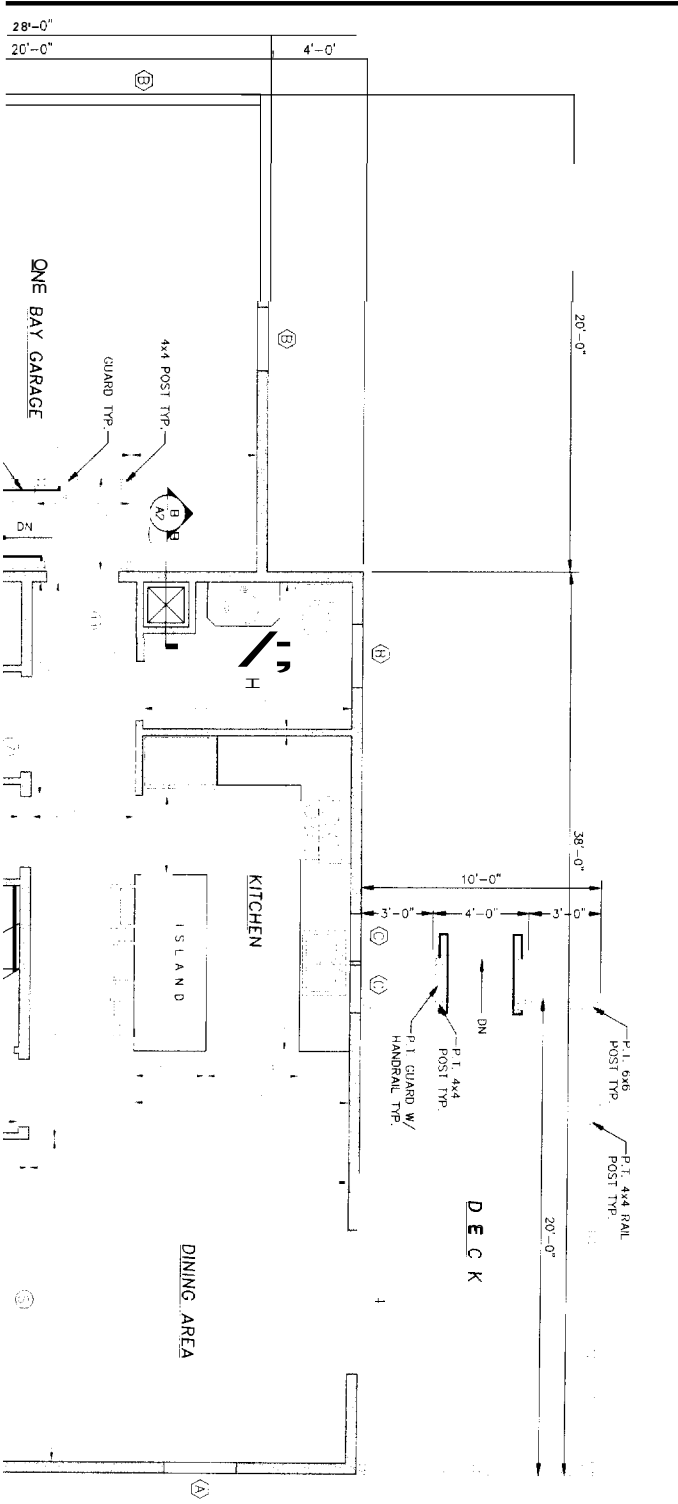 28'-0"
20'-0"
4'-0'
B
20'-0"
ONE BAY GARAGE
B
4x4 POST TYP.
GUARD TYP.
DN
B
B
A2
H
B
38'-0"
10'-0"
3'-0"
4'-0"
3'-0"
KITCHEN
ISLAND
C
C
DN
P.T. 4x4
POST TYP.
P.T. GUARD W/
HANDRAIL TYP.
P.T. 6x6
POST TYP.
P.T. 4x4 RAIL
POST TYP.
20'-0"
DECK
DINING AREA
S
A